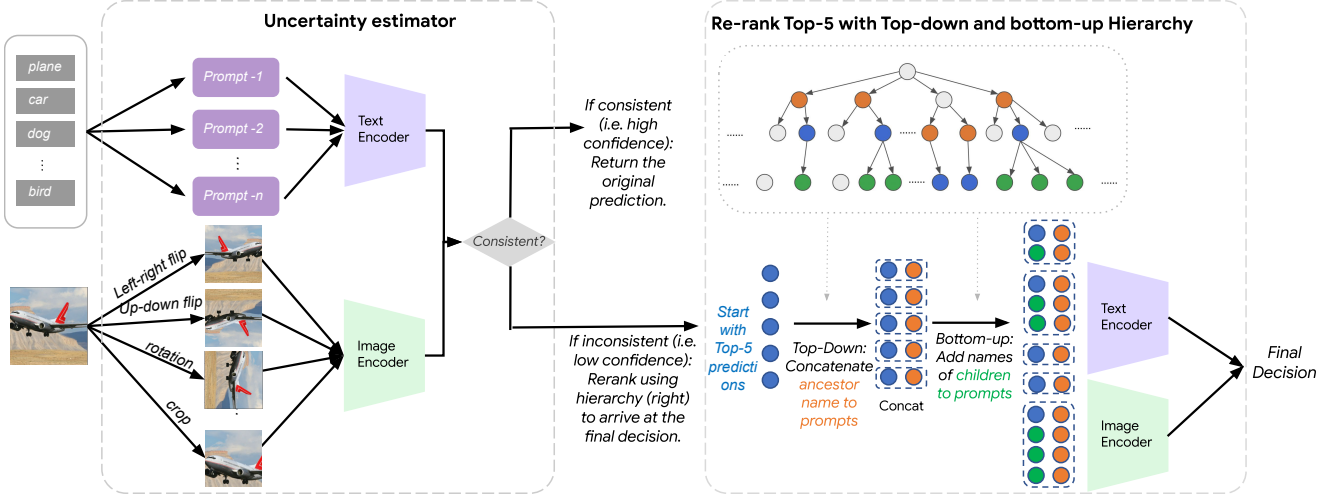 Uncertainty estimator
plane
car
dog
⋮
bird
Prompt -1
Prompt -2
⋮
Prompt -n
Text
Encoder
Left-right flip
Up-down flip
rotation
crop
Image
Encoder
Consistent?
If consistent
(i.e. high
confidence):
Return the
original
prediction.
If inconsistent (i.e.
low confidence):
Rerank using
hierarchy (right)
to arrive at the
final decision.
Re-rank Top-5 with Top-down and bottom-up Hierarchy
......
......
......
......
......
......
Start
with
Top-5
predicti
ons
Top-Down:
Concatenate
ancestor
name to
prompts
Concat
Bottom-up:
Add names
of children
to prompts
Text
Encoder
Image
Encoder
Final
Decision